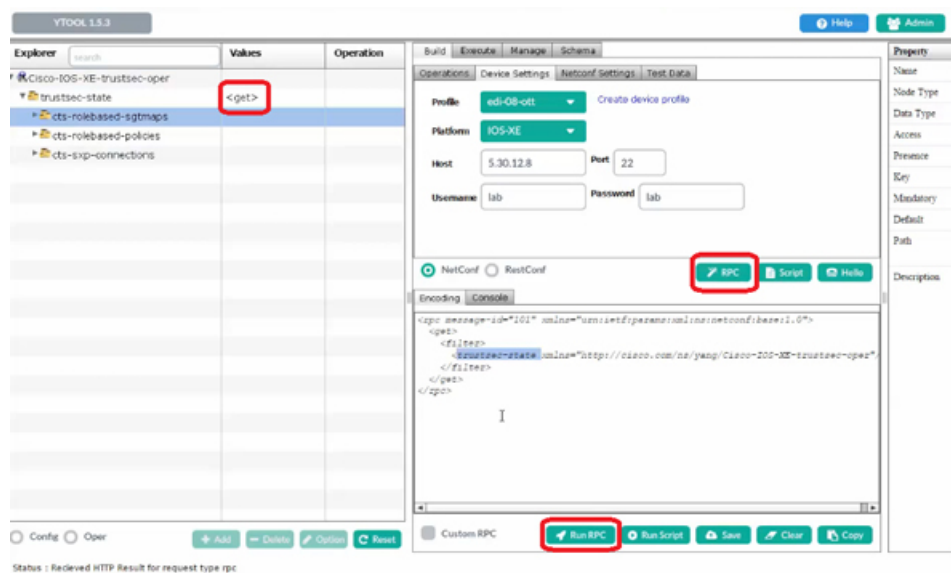 YTOOL 1.5.3
Help
Admin
Explorer
search
Values
Operation
Cisco-IOS-XE-trustsec-oper
trustsec-state
<get>
cts-rolebased-sgtmaps
cts-rolebased-policies
cts-sxp-connections
Config
Oper
Add
Delete
Option
Reset
Status : Recieved HTTP Result for request type rpc
Build Execute Manage Schema
Operations Device Settings Netconf Settings Test Data
Profile edi-08-ott Create device profile
Platform IOS-XE
Host 5.30.12.8 Port 22
Username lab Password lab
NetConf RestConf RPC Script Hello
Encoding Console
<rpc message-id="101" xmlns="urn:ietf:params:xml:ns:netconf:base:1.0">
<get>
<filter>
<trustsec-state xmlns="http://cisco.com/ns/yang/Cisco-IOS-XE-trustsec-oper"/
</filter>
</get>
</rpc>
Custom RPC Run RPC Run Script Save Clear Copy
Property
Name
Node Type
Data Type
Access
Presence
Key
Mandatory
Default
Path
Description